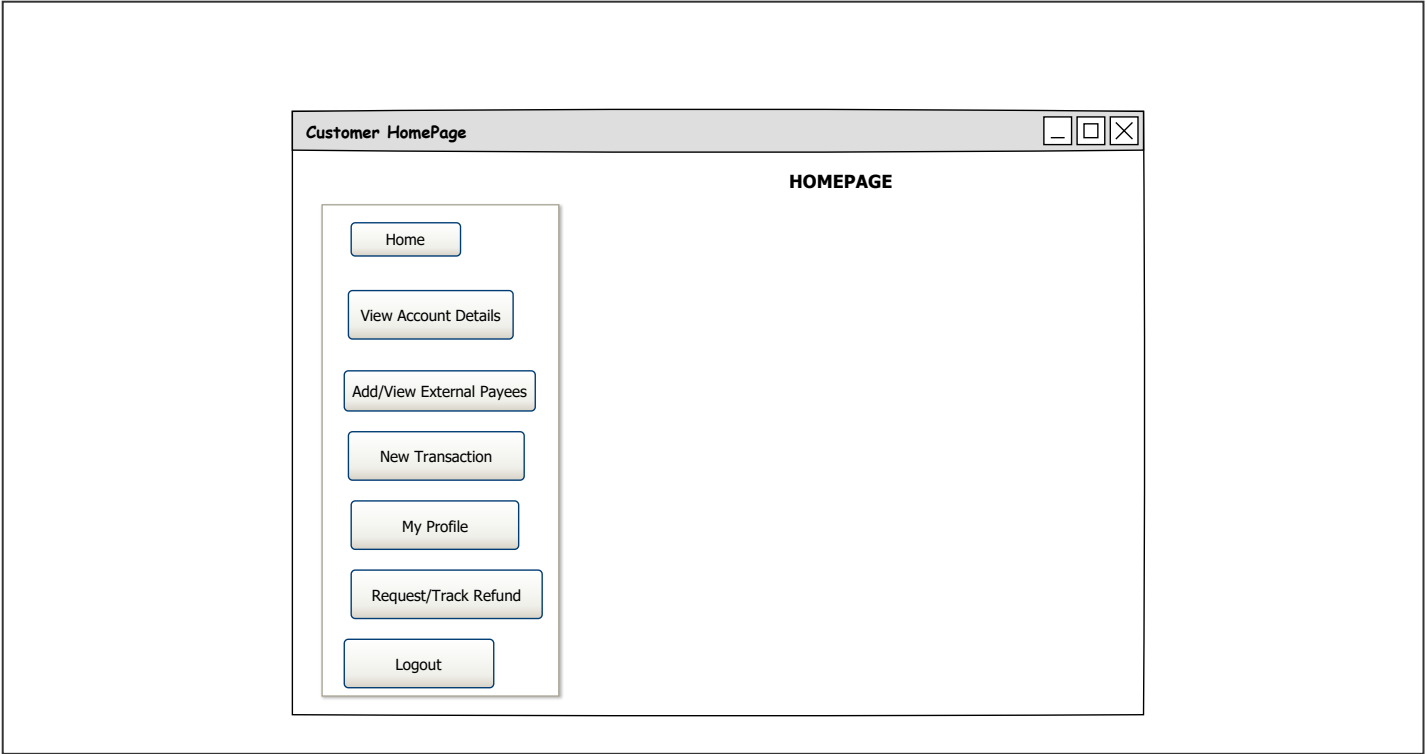 Customer HomePage
HOMEPAGE
Home
View Account Details
Add/View External Payees
New Transaction
My Profile
Request/Track Refund
Logout